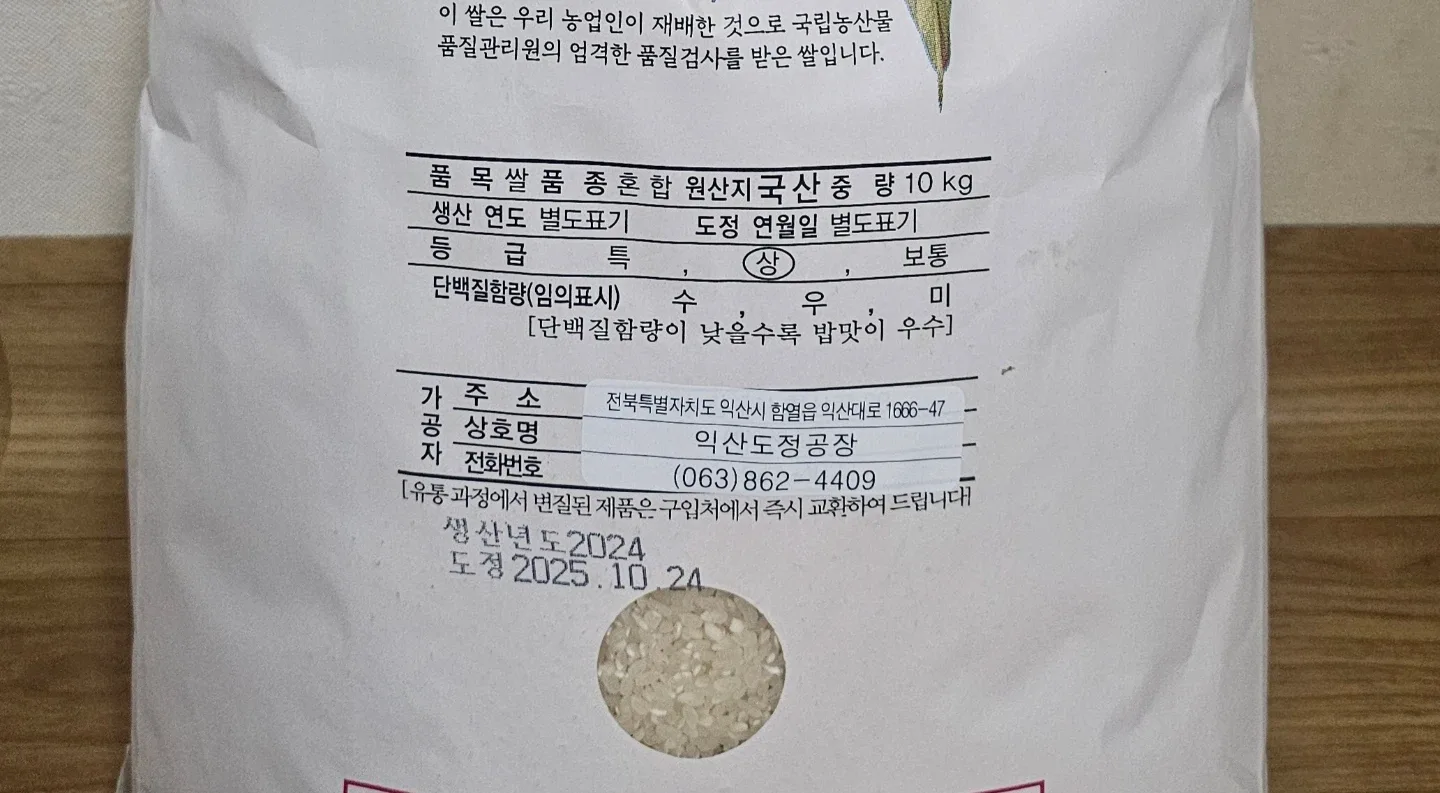 이 쌀은 우리 농업인이 재배한 것으로 국립농산물
품질관리원의 엄격한 품질검사를 받은 쌀입니다.
품 목 쌀 품 종 혼 합 원산지 국 산 중 량 10 kg
생산 연도 별도표기 도정 연월일 별도표기
등 급 특 , 상 , 보통
단백질함량(임의표시) 수 , 우 , 미
[단백질함량이 낮을수록 밥맛이 우수]
가공자
주 소 전북특별자치도 익산시 함열읍 익산대로 1666-47
상호명 익산도정공장
전화번호 (063)862-4409
[유통과정에서 변질된 제품은 구입처에서 즉시 교환하여 드립니다]
생산년도2024
도정 2025.10.24